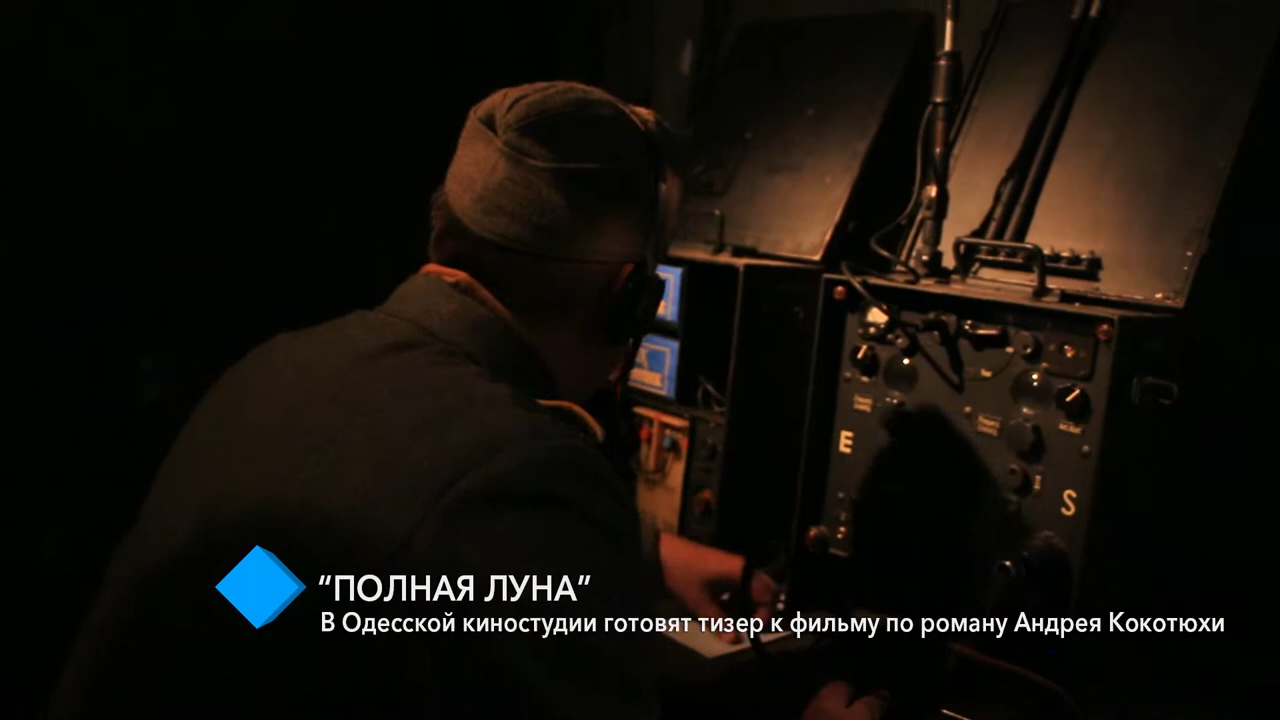 E
S
“ПОЛНАЯ ЛУНА”
В Одесской киностудии готовят тизер к фильму по роману Андрея Кокотюхи